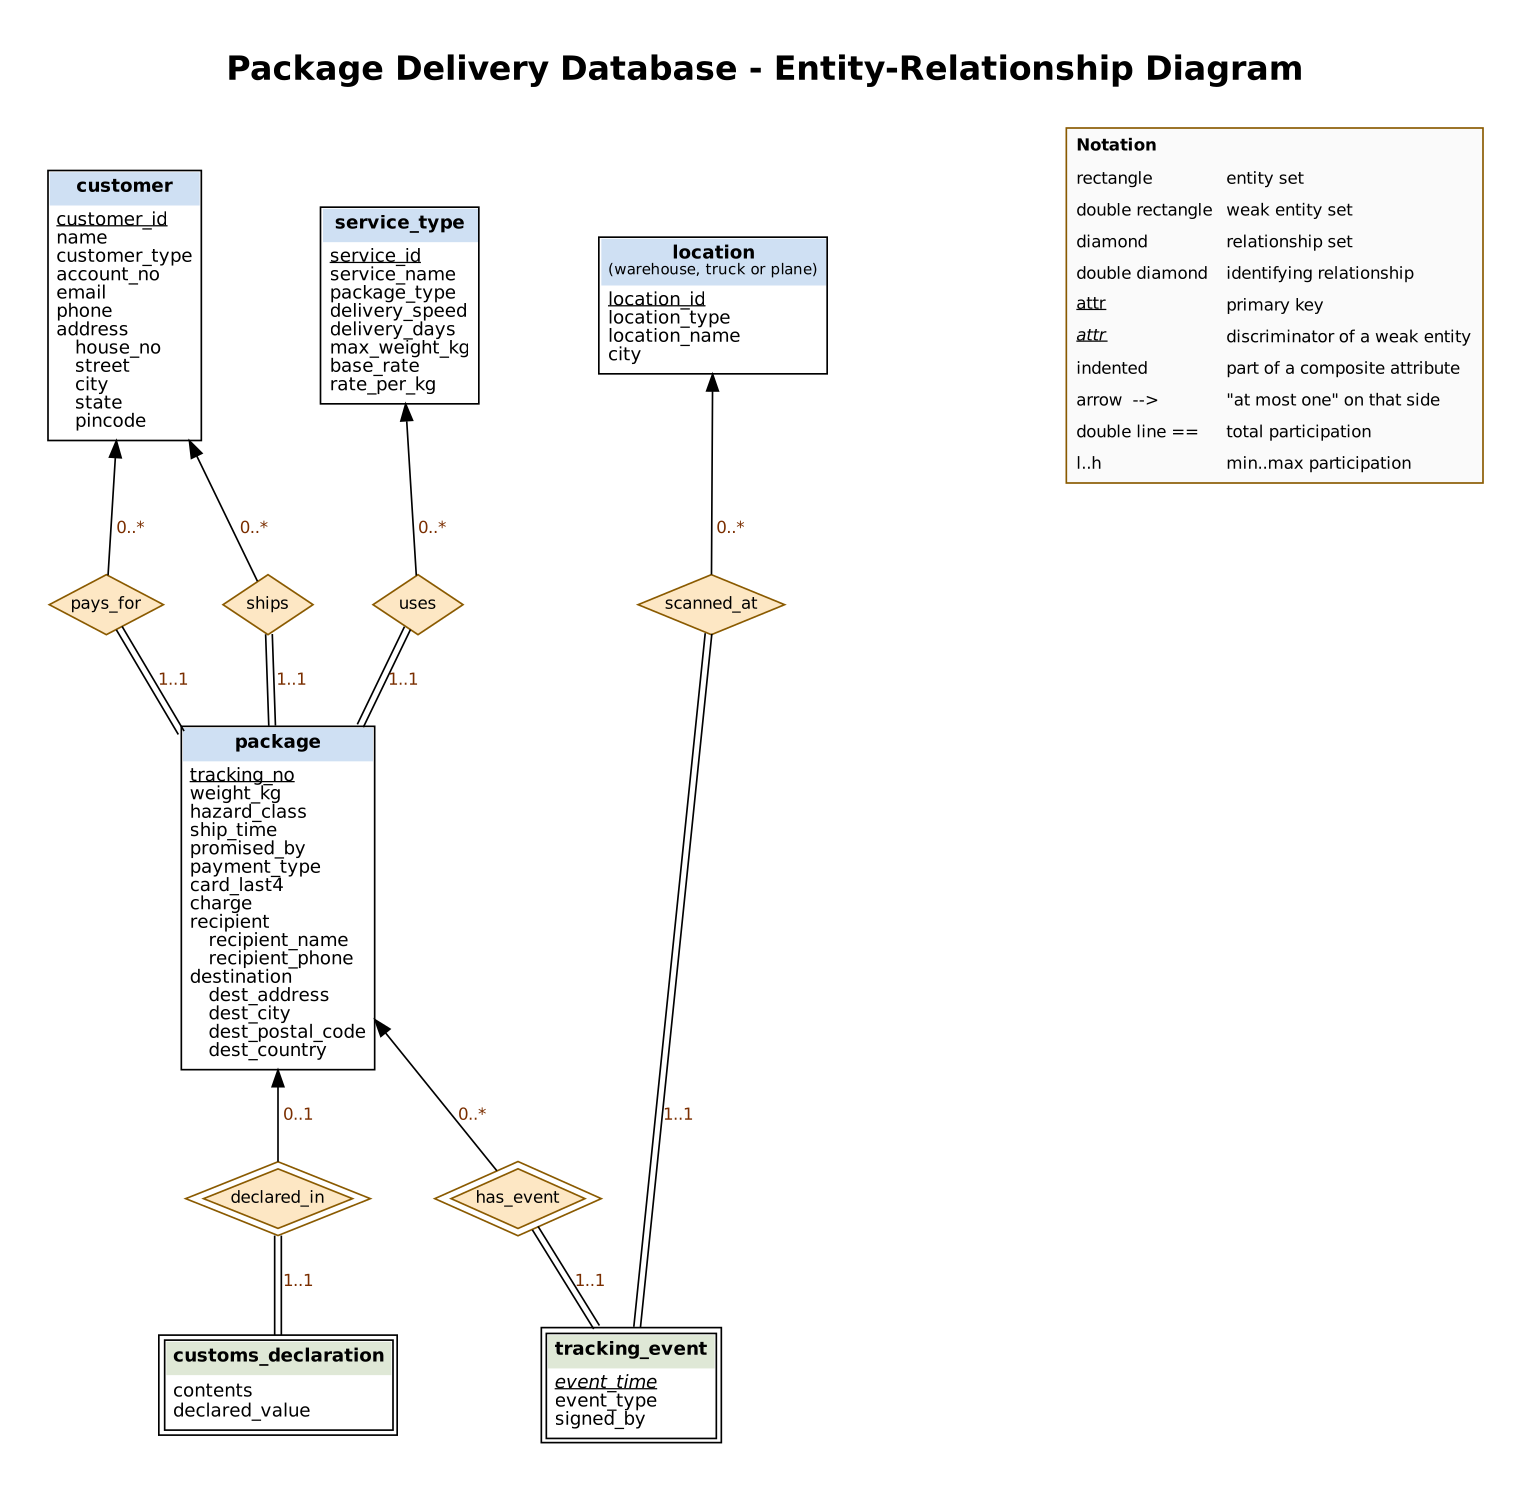 Package Delivery Database - Entity-Relationship Diagram
Notation
rectangle entity set
double rectangle weak entity set
diamond relationship set
double diamond identifying relationship
attr primary key
attr discriminator of a weak entity
indented part of a composite attribute
arrow --> "at most one" on that side
double line == total participation
l..h min..max participation
customer
customer_id
name
customer_type
account_no
email
phone
address
house_no
street
city
state
pincode
service_type
service_id
service_name
package_type
delivery_speed
delivery_days
max_weight_kg
base_rate
rate_per_kg
location
(warehouse, truck or plane)
location_id
location_type
location_name
city
0..*
0..*
0..*
0..*
pays_for
ships
uses
scanned_at
1..1
1..1
1..1
package
tracking_no
weight_kg
hazard_class
ship_time
promised_by
payment_type
card_last4
charge
recipient
recipient_name
recipient_phone
destination
dest_address
dest_city
dest_postal_code
dest_country
0..1
0..*
1..1
declared_in
has_event
1..1
1..1
customs_declaration
contents
declared_value
tracking_event
event_time
event_type
signed_by